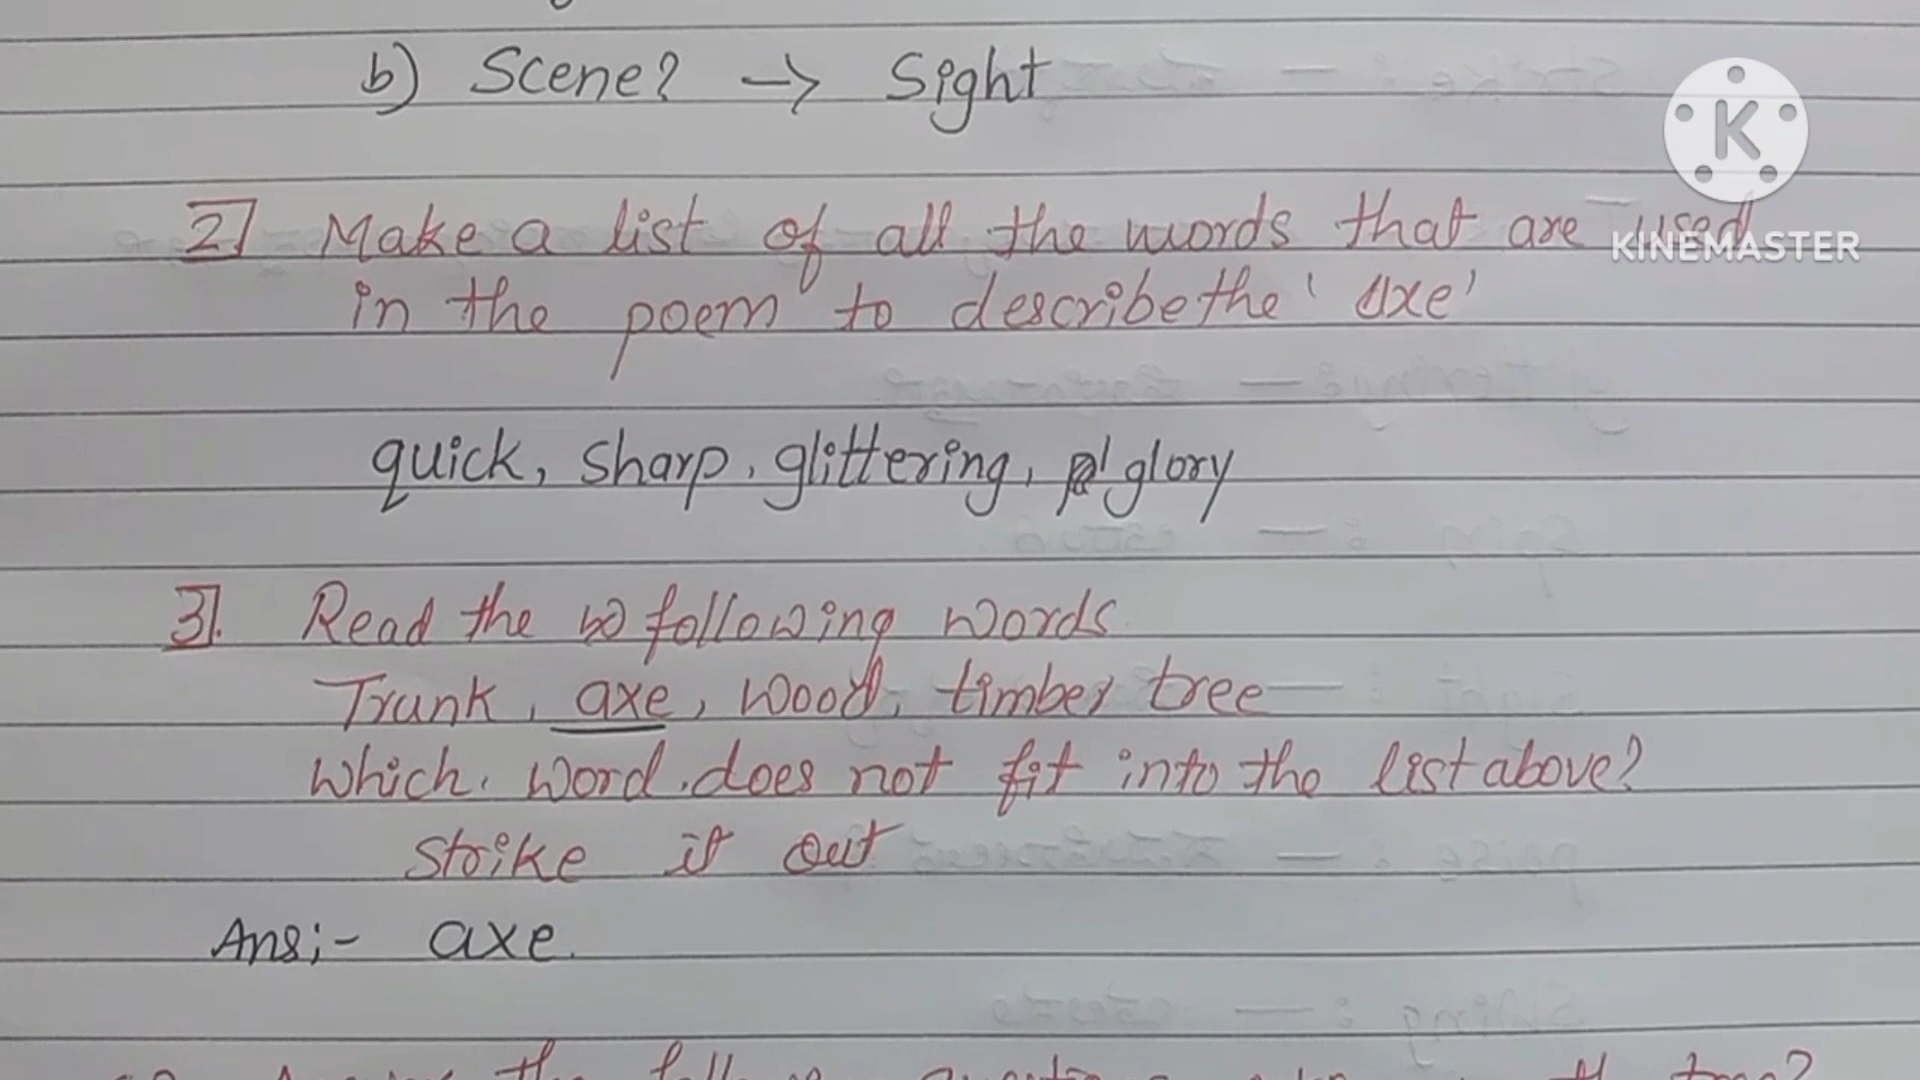 b) Scene? → Sight
2] Make a list of all the words that are used
in the poem to describe the 'axe'
quick, sharp, glittering, glory
3]. Read the following words
Trunk, axe, wood, timber tree —
which, word. does not fit into the list above?
strike it out
Ans;- axe.
the
K
KINEMASTER